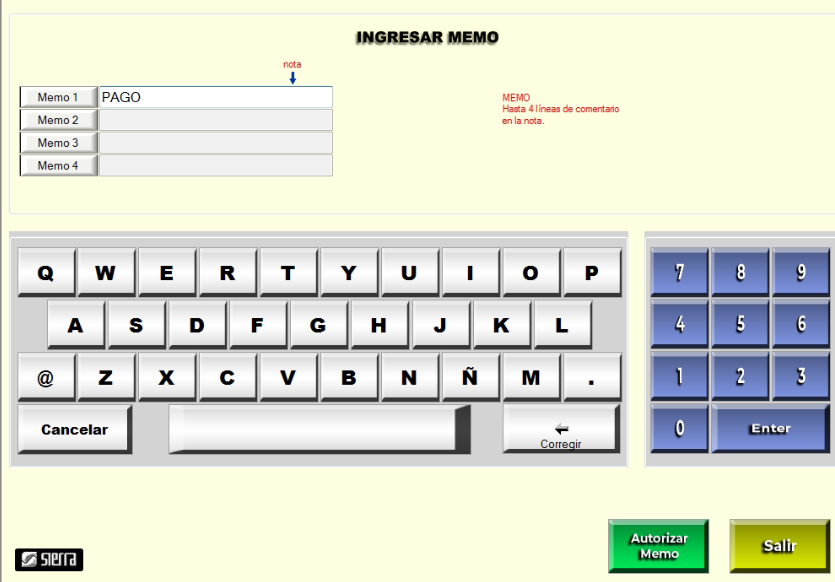 INGRESAR MEMO
nota
Memo 1 PAGO
Memo 2
Memo 3
Memo 4
MEMO
Hasta 4 líneas de comentario
en la nota.
Q W E R T Y U I O P
A S D F G H J K L
@ Z X C V B N Ñ M .
Cancelar
Corregir
7 8 9
4 5 6
1 2 3
0 Enter
sierra
Autorizar
Memo
Salir